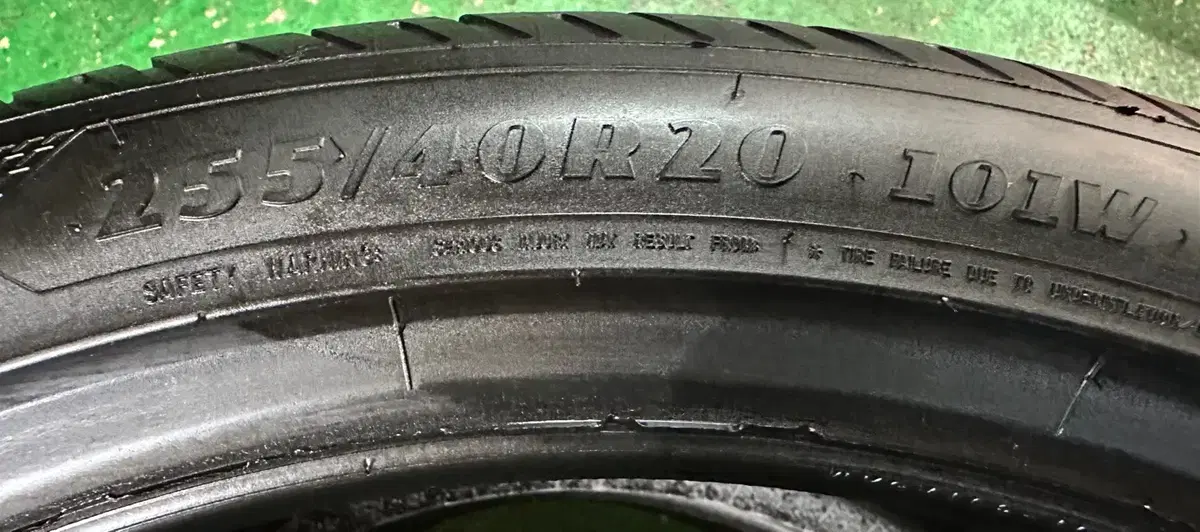 255/40R20 101W
SAFETY WARNING: SERIOUS INJURY MAY RESULT FROM: * TIRE FAILURE DUE TO